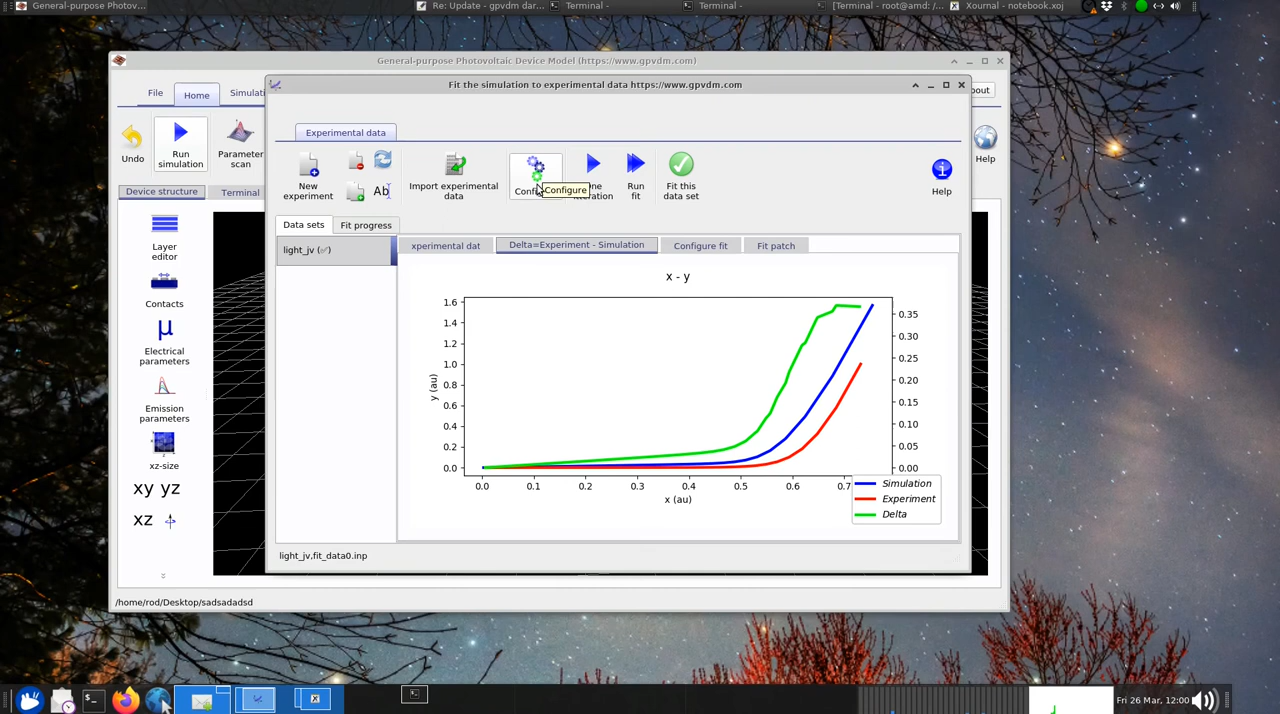 General-purpose Photov...
Re: Update - gpvdm dar...
Terminal -
Terminal -
[Terminal - root@amd: /...
Xournal - notebook.xoj
General-purpose Photovoltaic Device Model (https://www.gpvdm.com)
File
Home
Simulati
out
Undo
Run
simulation
Parameter
scan
Help
Device structure
Terminal
Layer
editor
Contacts
μ
Electrical
parameters
Emission
parameters
xz-size
xy yz
xz
/home/rod/Desktop/sadsadadsd
Fit the simulation to experimental data https://www.gpvdm.com
Experimental data
New
experiment
Ab
Import experimental
data
Confi
Configure
ne
iteration
Run
fit
Fit this
data set
Help
Data sets
Fit progress
light_jv (✅)
xperimental dat
Delta=Experiment - Simulation
Configure fit
Fit patch
x - y
1.6
1.4
1.2
1.0
0.8
0.6
0.4
0.2
0.0
y (au)
0.35
0.30
0.25
0.20
0.15
0.10
0.05
0.00
0.0
0.1
0.2
0.3
0.4
0.5
0.6
0.7
x (au)
Simulation
Experiment
Delta
light_jv,fit_data0.inp
Fri 26 Mar, 12:00